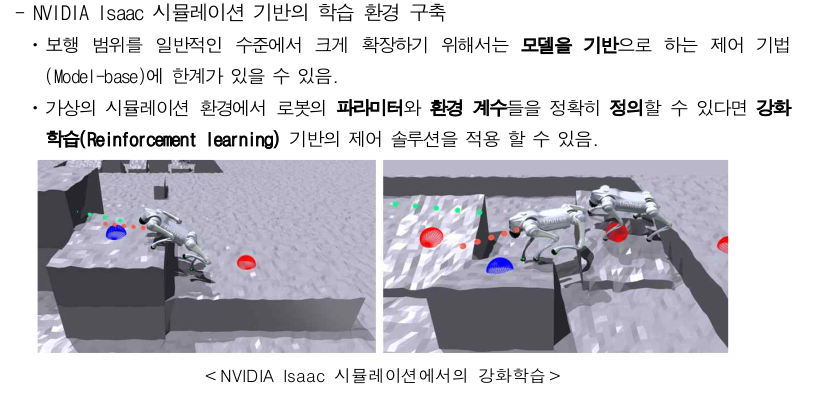 - NVIDIA Isaac 시뮬레이션 기반의 학습 환경 구축
· 보행 범위를 일반적인 수준에서 크게 확장하기 위해서는 모델을 기반으로 하는 제어 기법
(Model-base)에 한계가 있을 수 있음.
· 가상의 시뮬레이션 환경에서 로봇의 파라미터와 환경 계수들을 정확히 정의할 수 있다면 강화
학습(Reinforcement learning) 기반의 제어 솔루션을 적용 할 수 있음.
<NVIDIA Isaac 시뮬레이션에서의 강화학습>